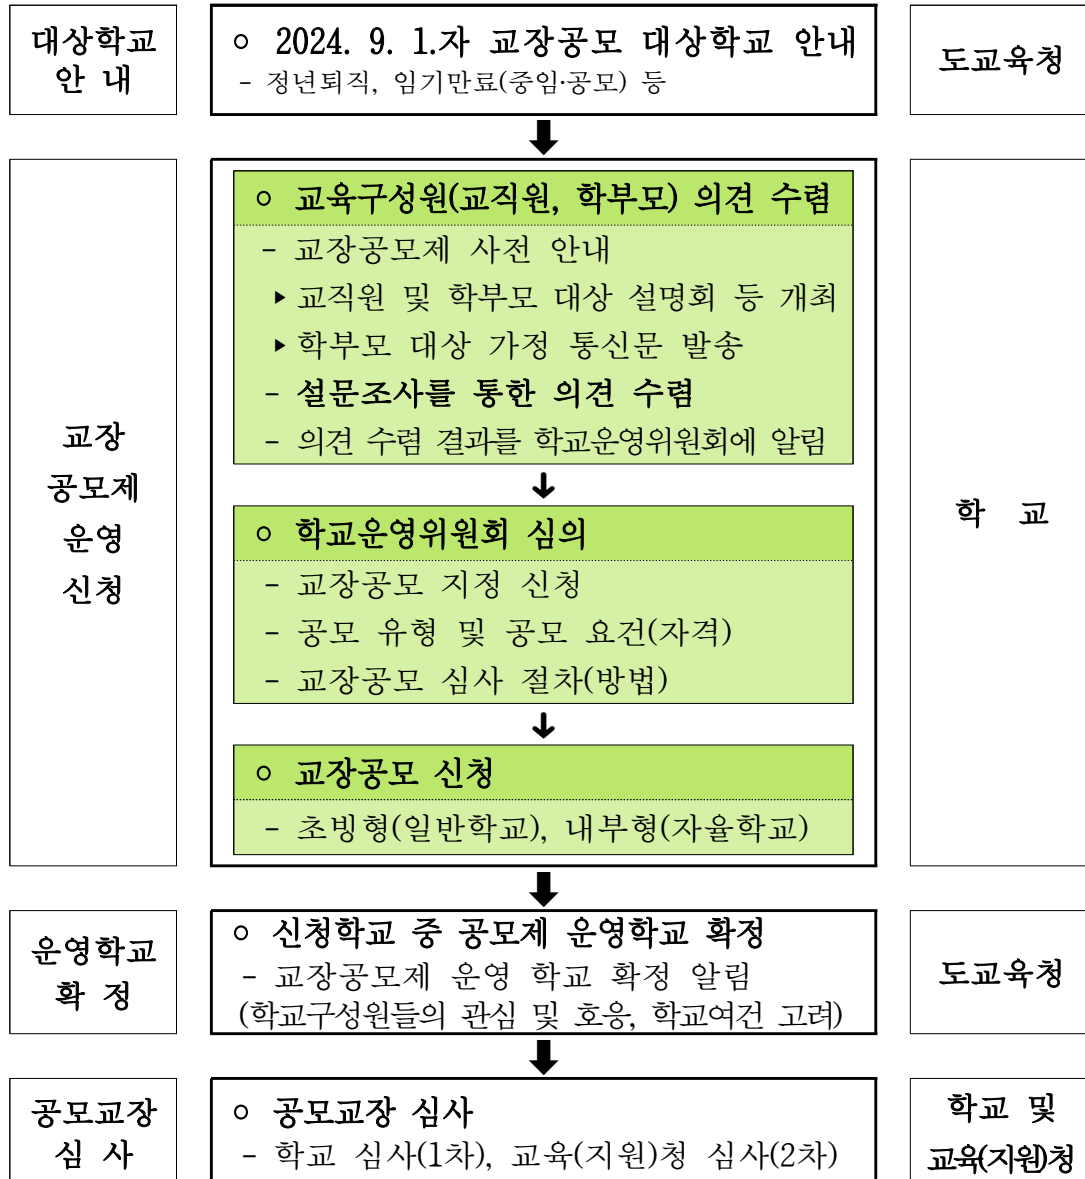 대상학교
안 내
○ 2024. 9. 1.자 교장공모 대상학교 안내
- 정년퇴직, 임기만료(중임·공모) 등
도교육청
교장
공모제
운영
신청
○ 교육구성원(교직원, 학부모) 의견 수렴
- 교장공모제 사전 안내
▸교직원 및 학부모 대상 설명회 등 개최
▸학부모 대상 가정 통신문 발송
- 설문조사를 통한 의견 수렴
- 의견 수렴 결과를 학교운영위원회에 알림
○ 학교운영위원회 심의
- 교장공모 지정 신청
- 공모 유형 및 공모 요건(자격)
- 교장공모 심사 절차(방법)
○ 교장공모 신청
- 초빙형(일반학교), 내부형(자율학교)
학 교
운영학교
확 정
○ 신청학교 중 공모제 운영학교 확정
- 교장공모제 운영 학교 확정 알림
(학교구성원들의 관심 및 호응, 학교여건 고려)
도교육청
공모교장
심 사
○ 공모교장 심사
- 학교 심사(1차), 교육(지원)청 심사(2차)
학교 및
교육(지원)청